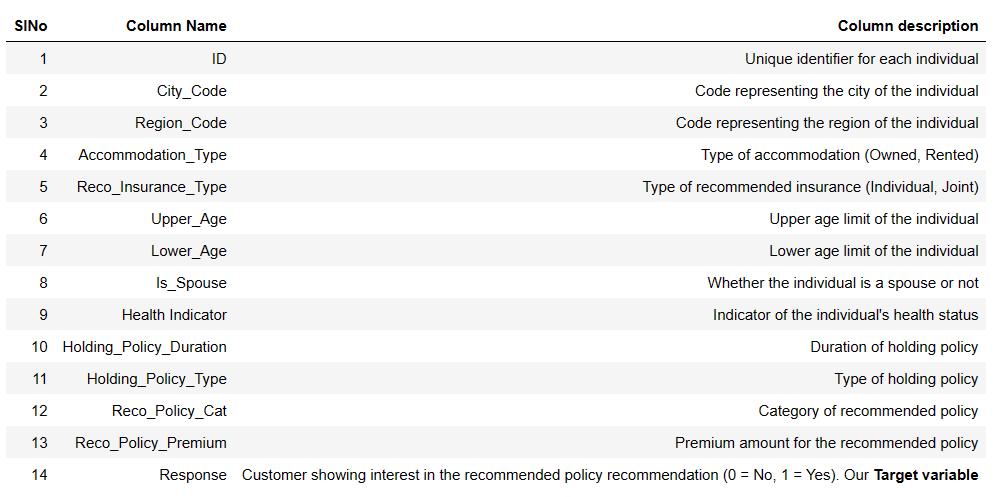 SlNo Column Name Column description
1 ID Unique identifier for each individual
2 City_Code Code representing the city of the individual
3 Region_Code Code representing the region of the individual
4 Accommodation_Type Type of accommodation (Owned, Rented)
5 Reco_Insurance_Type Type of recommended insurance (Individual, Joint)
6 Upper_Age Upper age limit of the individual
7 Lower_Age Lower age limit of the individual
8 Is_Spouse Whether the individual is a spouse or not
9 Health Indicator Indicator of the individual's health status
10 Holding_Policy_Duration Duration of holding policy
11 Holding_Policy_Type Type of holding policy
12 Reco_Policy_Cat Category of recommended policy
13 Reco_Policy_Premium Premium amount for the recommended policy
14 Response Customer showing interest in the recommended policy recommendation (0 = No, 1 = Yes). Our Target variable